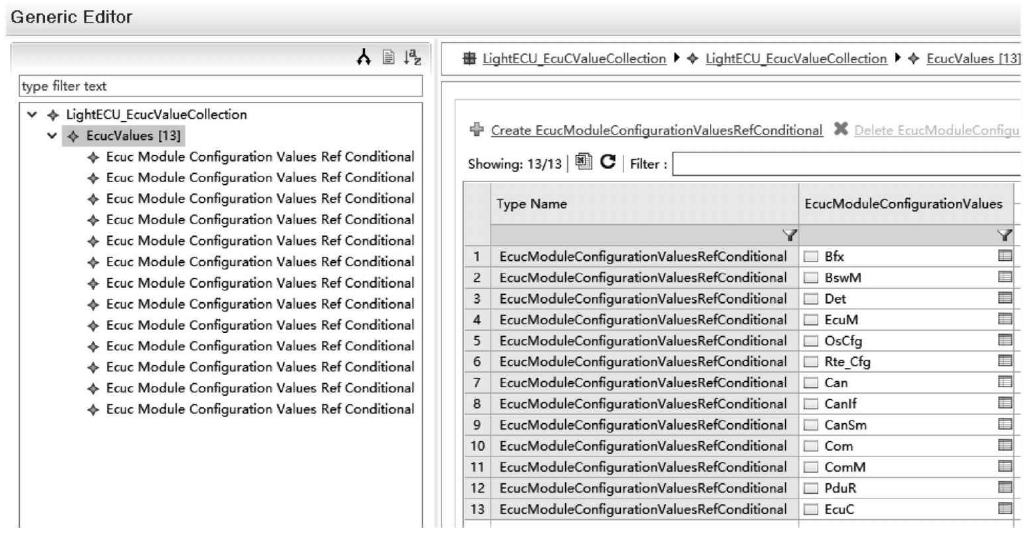 Generic Editor
type filter text
LightECU_EcucValueCollection
EcucValues [13]
Ecuc Module Configuration Values Ref Conditional
Ecuc Module Configuration Values Ref Conditional
Ecuc Module Configuration Values Ref Conditional
Ecuc Module Configuration Values Ref Conditional
Ecuc Module Configuration Values Ref Conditional
Ecuc Module Configuration Values Ref Conditional
Ecuc Module Configuration Values Ref Conditional
Ecuc Module Configuration Values Ref Conditional
Ecuc Module Configuration Values Ref Conditional
Ecuc Module Configuration Values Ref Conditional
Ecuc Module Configuration Values Ref Conditional
Ecuc Module Configuration Values Ref Conditional
Ecuc Module Configuration Values Ref Conditional
LightECU_EcuCValueCollection LightECU_EcucValueCollection EcucValues [13]
Create EcucModuleConfigurationValuesRefConditional Delete EcucModuleConfigu
Showing: 13/13 Filter :
Type Name EcucModuleConfigurationValues
1 EcucModuleConfigurationValuesRefConditional Bfx
2 EcucModuleConfigurationValuesRefConditional BswM
3 EcucModuleConfigurationValuesRefConditional Det
4 EcucModuleConfigurationValuesRefConditional EcuM
5 EcucModuleConfigurationValuesRefConditional OsCfg
6 EcucModuleConfigurationValuesRefConditional Rte_Cfg
7 EcucModuleConfigurationValuesRefConditional Can
8 EcucModuleConfigurationValuesRefConditional CanIf
9 EcucModuleConfigurationValuesRefConditional CanSm
10 EcucModuleConfigurationValuesRefConditional Com
11 EcucModuleConfigurationValuesRefConditional ComM
12 EcucModuleConfigurationValuesRefConditional PduR
13 EcucModuleConfigurationValuesRefConditional EcuC